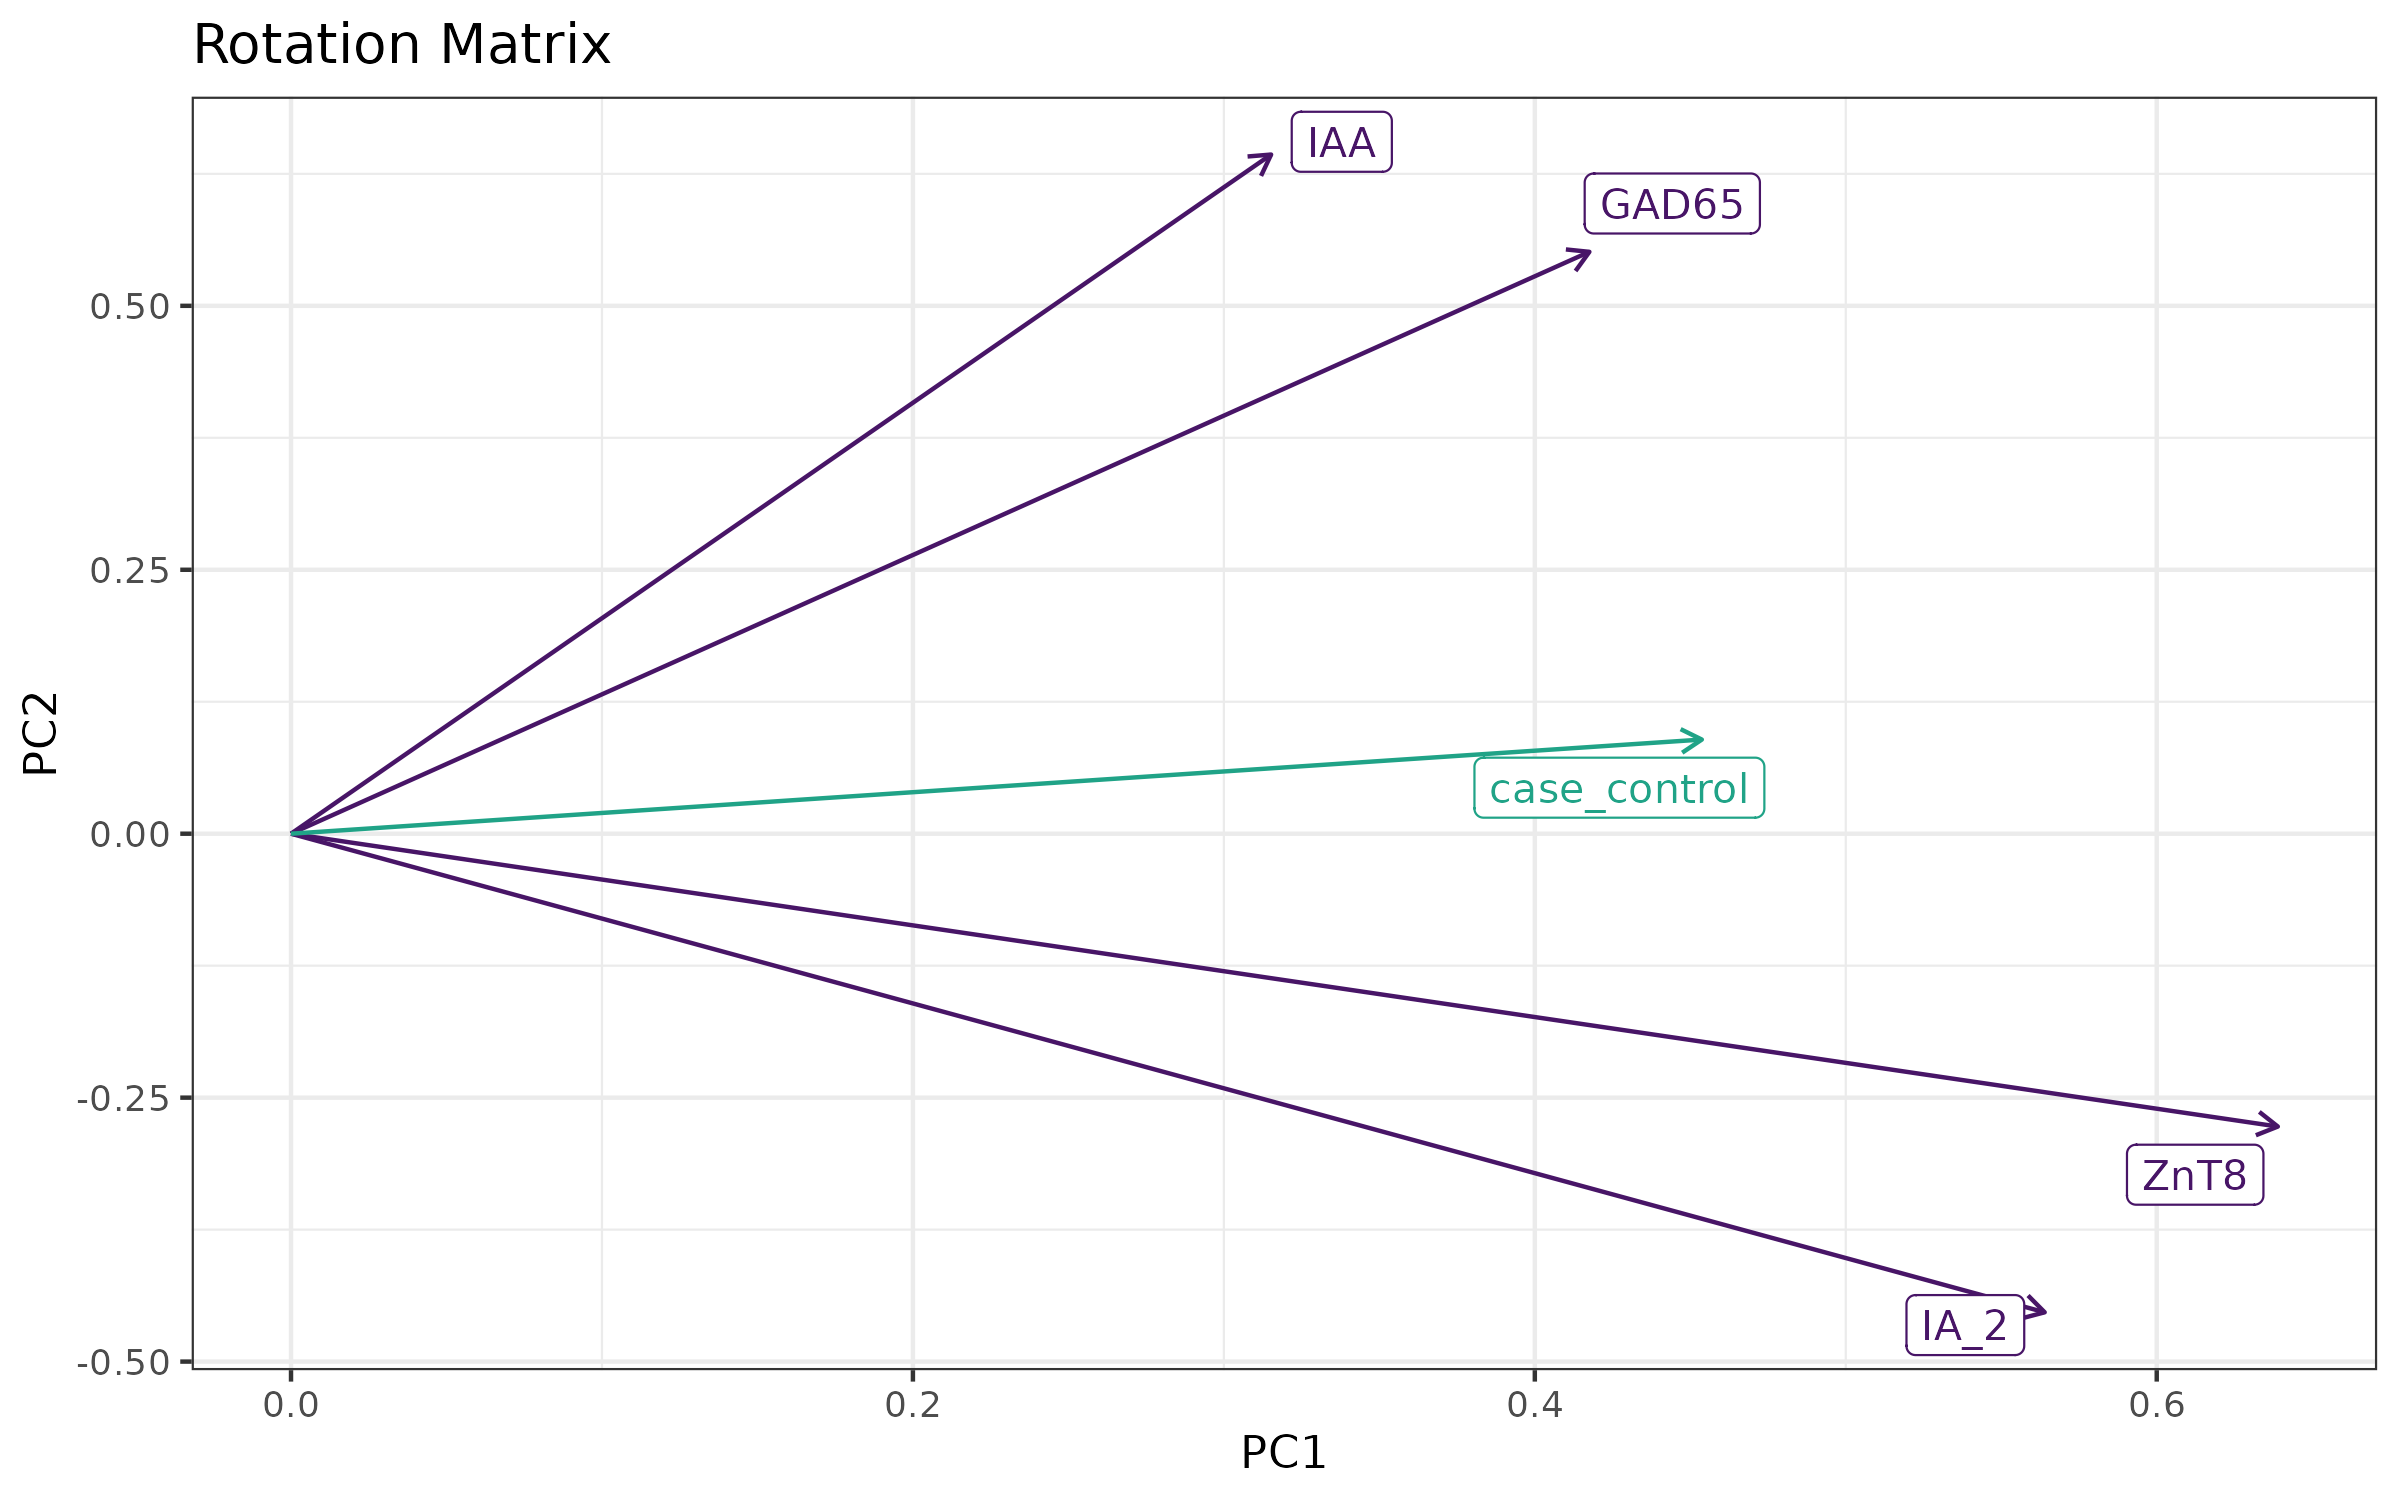 Rotation Matrix
IAA
GAD65
0.50
0.25
PC2
case_control
0.00
-0.25
ZnT8
IA_2
-0.50
0.0 0.2 0.4 0.6
PC1